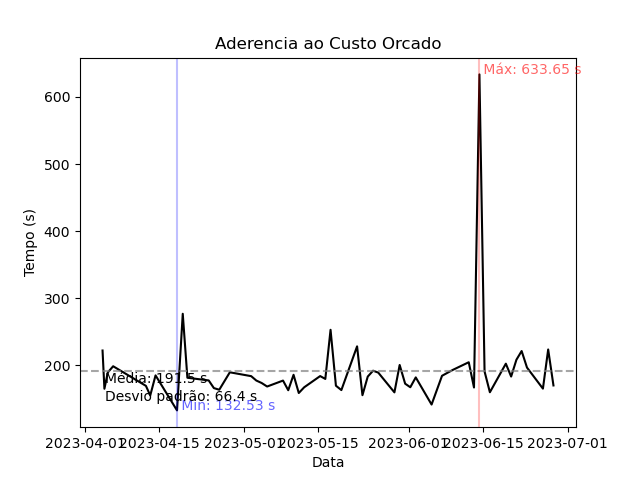 Aderencia ao Custo Orcado
Máx: 633.65 s
600
500
400
300
200
Tempo (s)
Média: 191.5 s
Desvio padrão: 66.4 s
Mín: 132.53 s
2023-04-01
2023-04-15
2023-05-01
2023-05-15
2023-06-01
2023-06-15
2023-07-01
Data